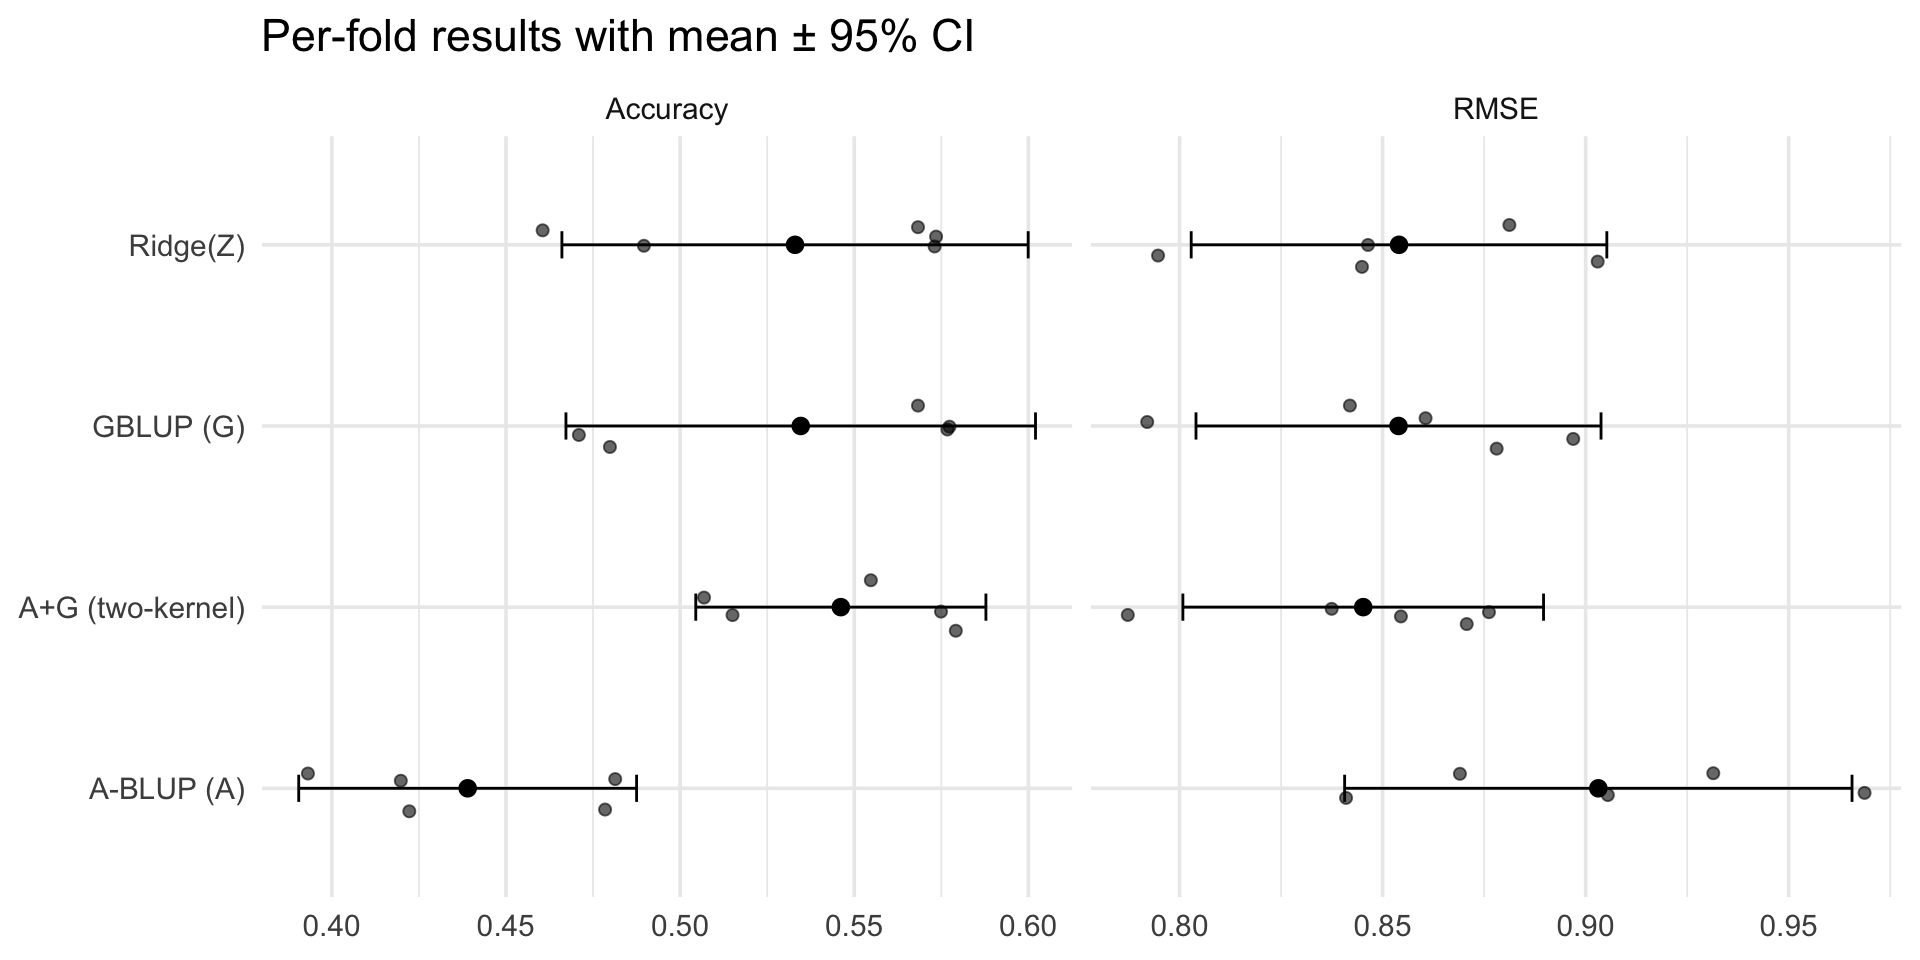 Per-fold results with mean ± 95% CI
Accuracy
RMSE
Ridge(Z)
GBLUP (G)
A+G (two-kernel)
A-BLUP (A)
0.40 0.45 0.50 0.55 0.60
0.80 0.85 0.90 0.95